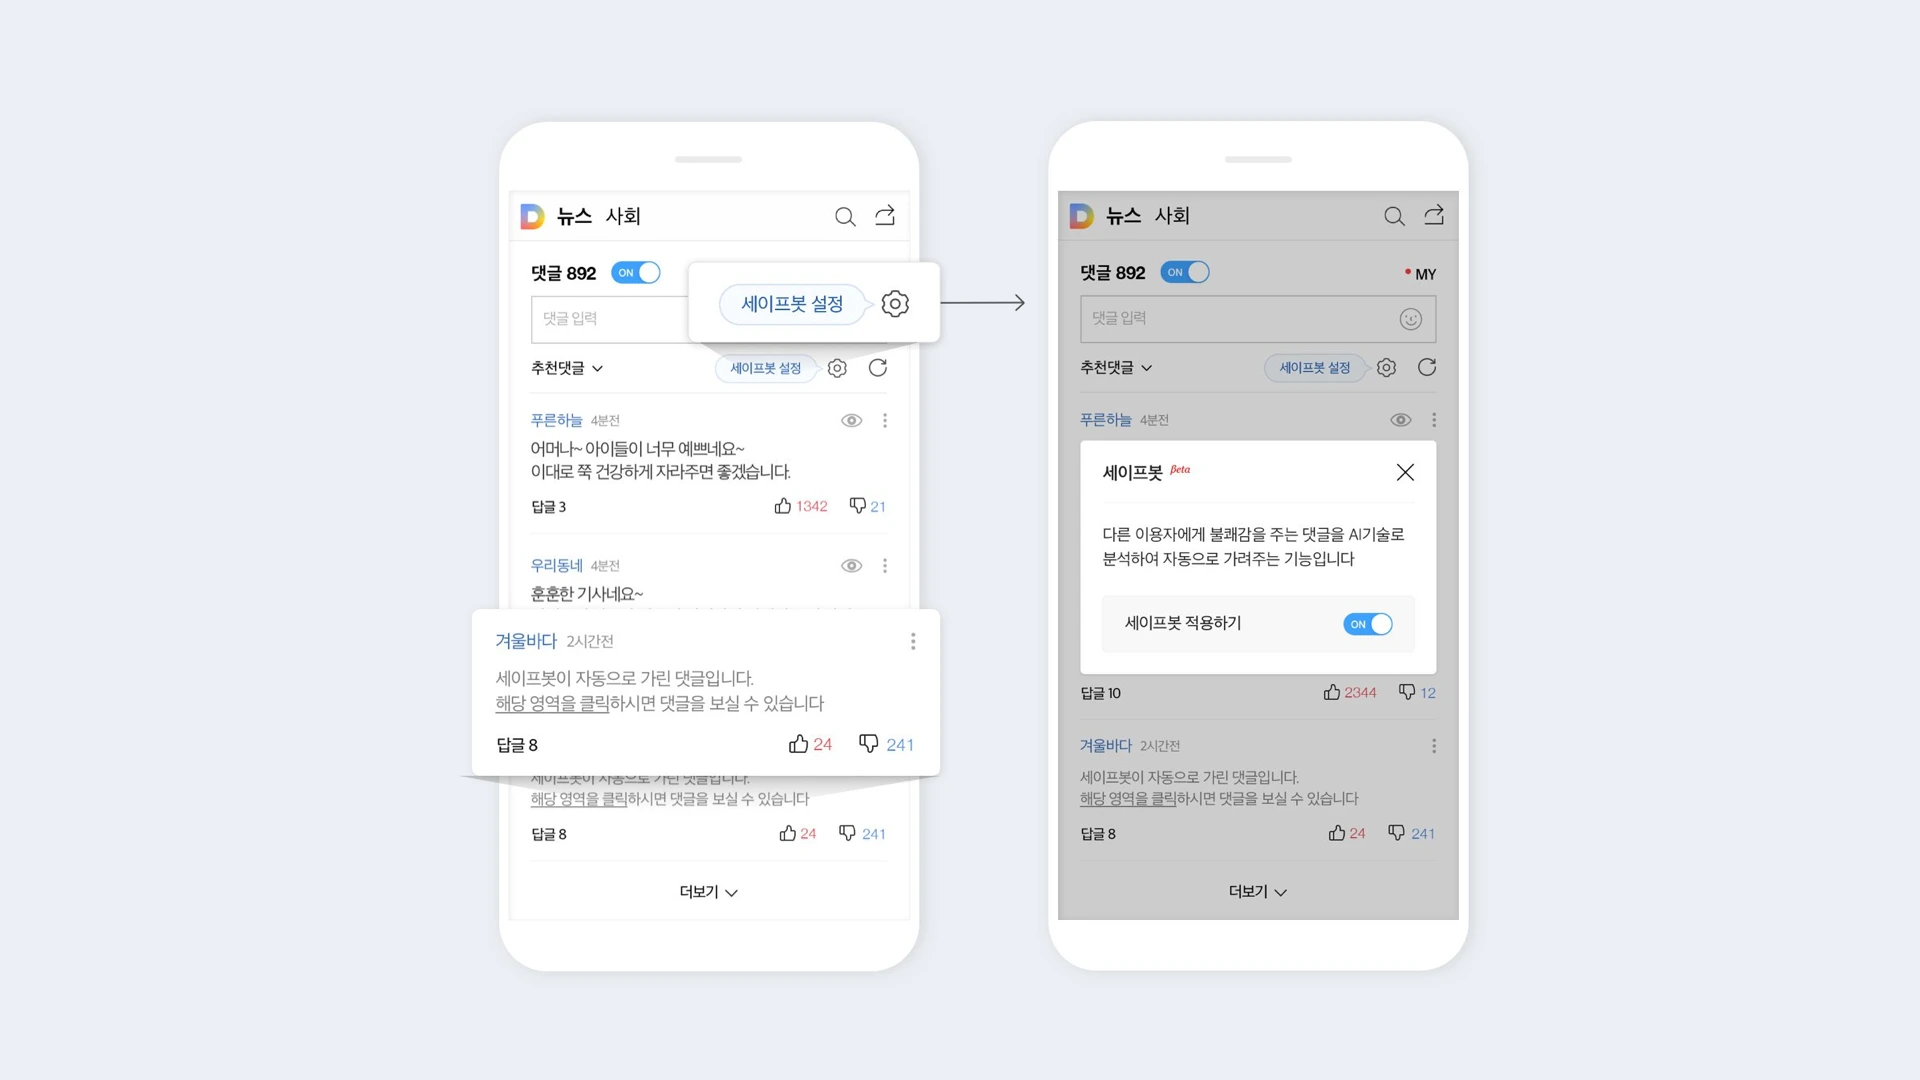 뉴스 사회
댓글 892 ON
댓글 입력
세이프봇 설정
추천댓글 세이프봇 설정
푸른하늘 4분전
어머나~ 아이들이 너무 예쁘네요~
이대로 쭉 건강하게 자라주면 좋겠습니다.
답글 3 1342 21
우리동네 4분전
훈훈한 기사네요~
겨울바다 2시간전
세이프봇이 자동으로 가린 댓글입니다.
해당 영역을 클릭하시면 댓글을 보실 수 있습니다
답글 8 24 241
세이프봇이 자동으로 가린 댓글입니다.
해당 영역을 클릭하시면 댓글을 보실 수 있습니다
답글 8 24 241
더보기
뉴스 사회
댓글 892 ON MY
댓글 입력
추천댓글 세이프봇 설정
푸른하늘 4분전
세이프봇 Beta
다른 이용자에게 불쾌감을 주는 댓글을 AI기술로
분석하여 자동으로 가려주는 기능입니다
세이프봇 적용하기 ON
답글 10 2344 12
겨울바다 2시간전
세이프봇이 자동으로 가린 댓글입니다.
해당 영역을 클릭하시면 댓글을 보실 수 있습니다
답글 8 24 241
더보기